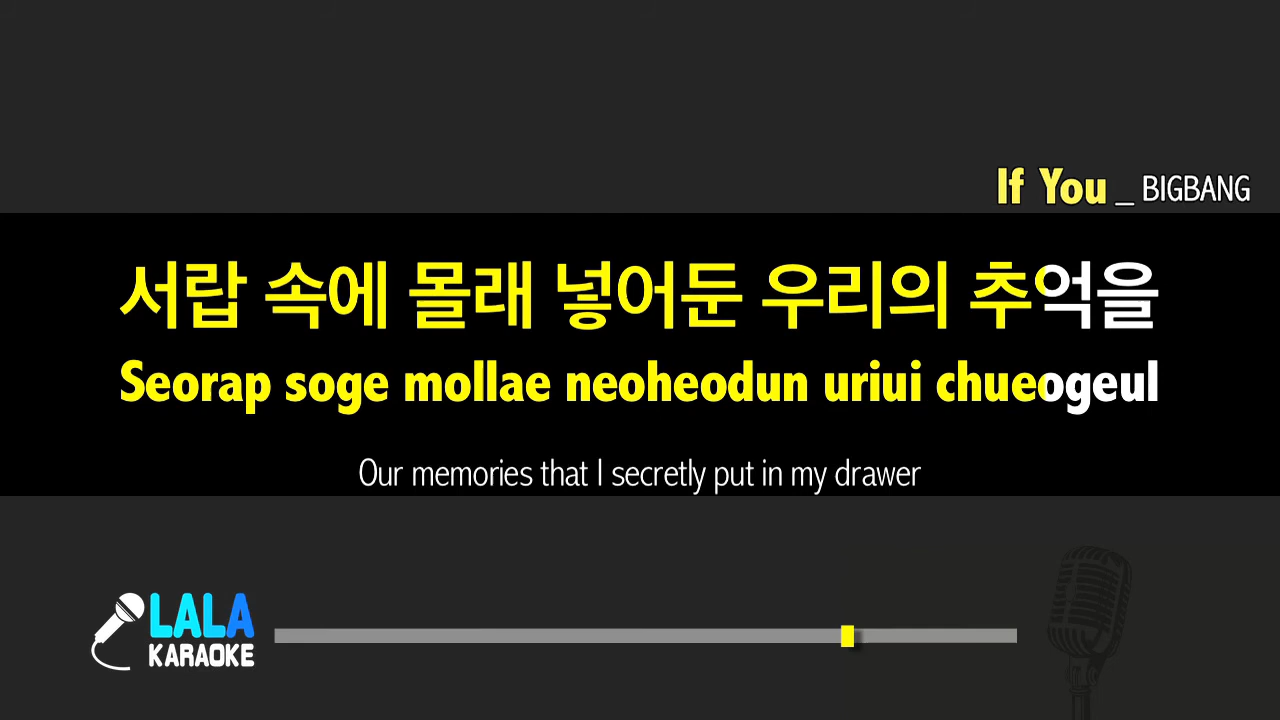 If You _ BIGBANG
서랍 속에 몰래 넣어둔 우리의 추억을
Seorap soge mollae neoheodun uriui chueogeul
Our memories that I secretly put in my drawer
LALA
KARAOKE